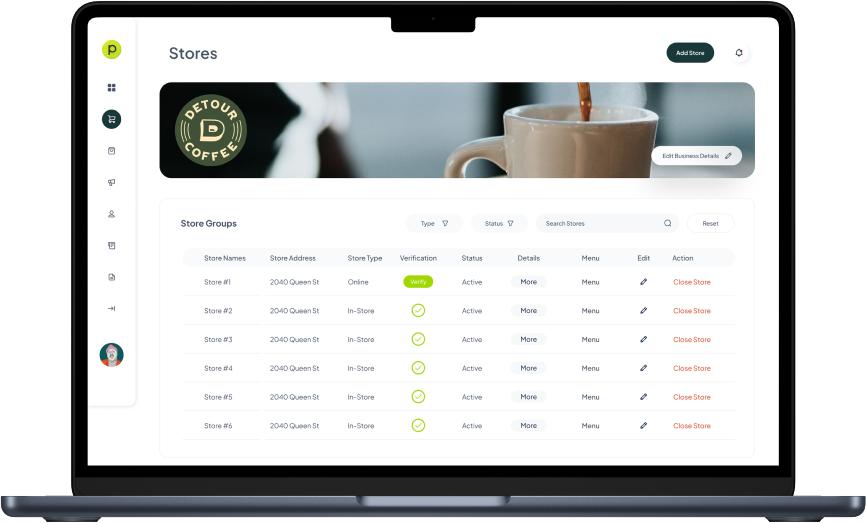 p
Stores
Add Store
DETOUR
D
COFFEE
Edit Business Details
Store Groups
Type
Status
Search Stores
Reset
Store Names Store Address Store Type Verification Status Details Menu Edit Action
Store #1 2040 Queen St Online Verify Active More Menu Close Store
Store #2 2040 Queen St In-Store Active More Menu Close Store
Store #3 2040 Queen St In-Store Active More Menu Close Store
Store #4 2040 Queen St In-Store Active More Menu Close Store
Store #5 2040 Queen St In-Store Active More Menu Close Store
Store #6 2040 Queen St In-Store Active More Menu Close Store